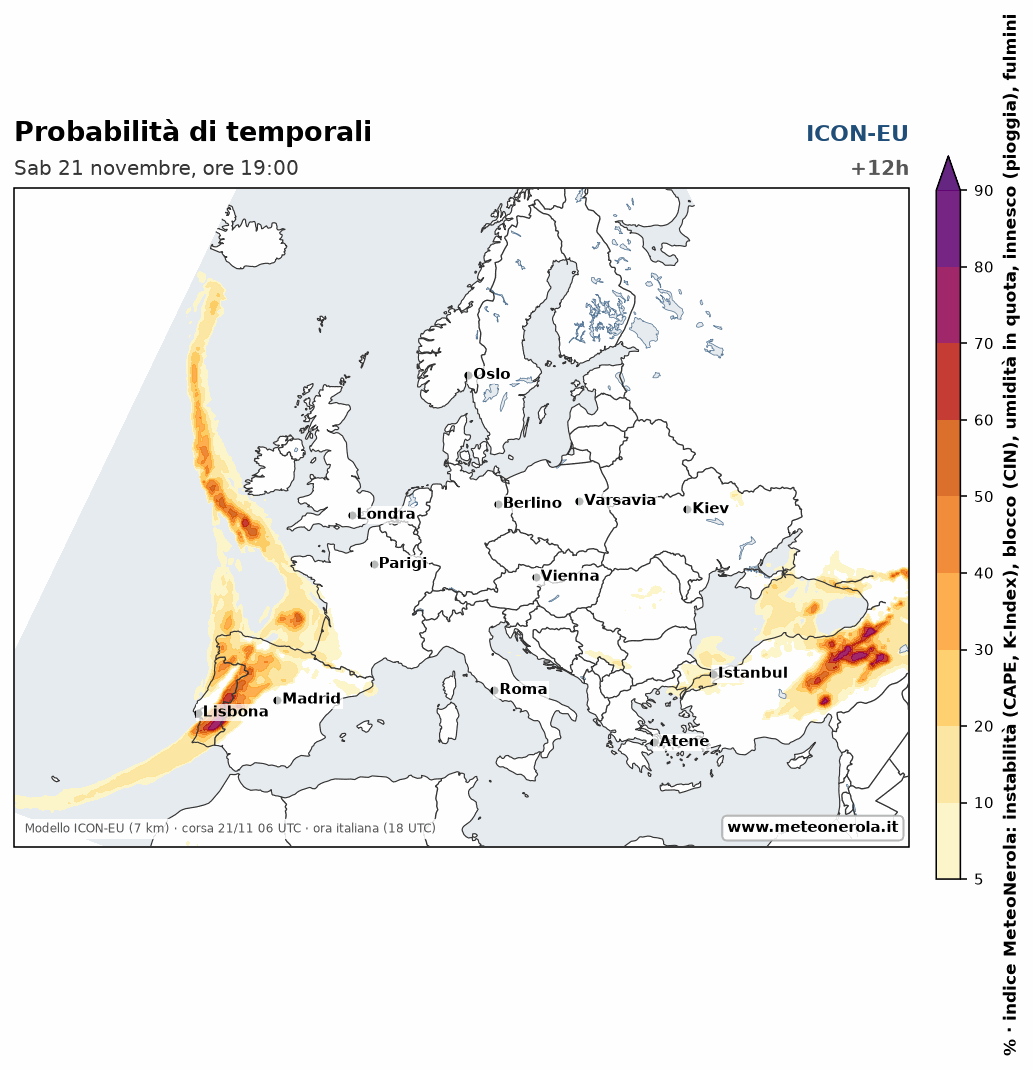 Probabilità di temporali
ICON-EU
Sab 21 novembre, ore 19:00
+12h
Oslo
Londra
Berlino
Varsavia
Kiev
Parigi
Vienna
Roma
Istanbul
Madrid
Lisbona
Atene
Modello ICON-EU (7 km) · corsa 21/11 06 UTC · ora italiana (18 UTC)
www.meteonerola.it
90
80
70
60
50
40
30
20
10
5
% · indice MeteoNerola: instabilità (CAPE, K-Index), blocco (CIN), umidità in quota, innesco (pioggia), fulmini